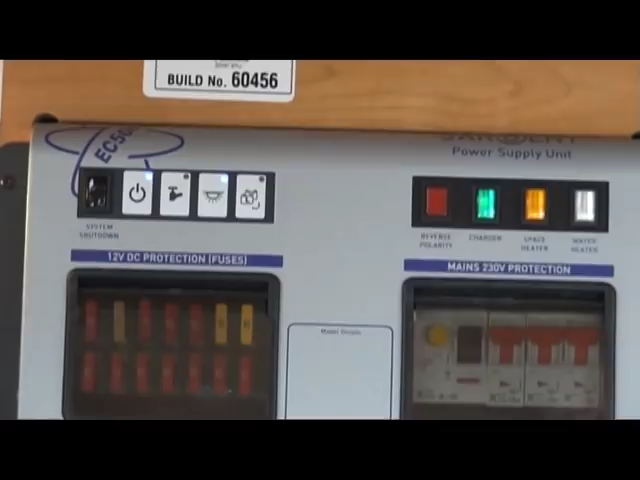 BUILD No. 60456
EC50
SARGENT
Power Supply Unit
SYSTEM
SHUTDOWN
REVERSE
POLARITY
CHARGER
SPACE
HEATER
WATER
HEATER
12V DC PROTECTION (FUSES)
MAINS 230V PROTECTION